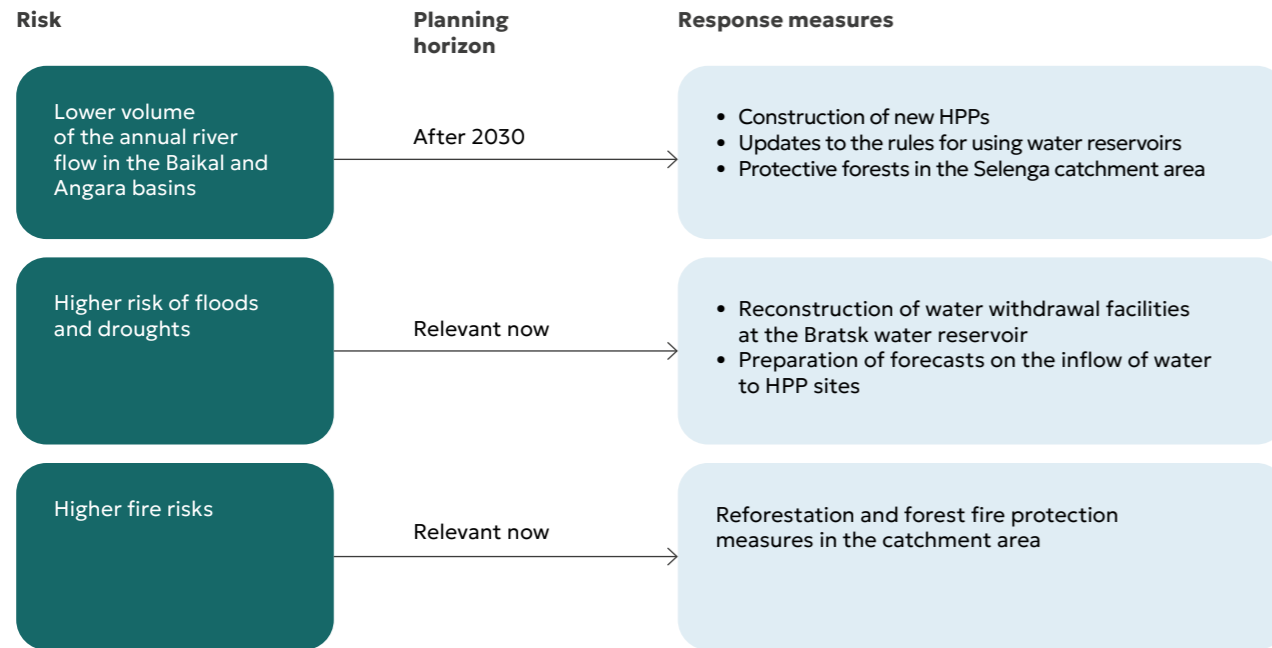 Risk
Planning
horizon
Response measures
Lower volume
of the annual river
flow in the Baikal and
Angara basins
After 2030
• Construction of new HPPs
• Updates to the rules for using water reservoirs
• Protective forests in the Selenga catchment area
Higher risk of floods
and droughts
Relevant now
• Reconstruction of water withdrawal facilities
at the Bratsk water reservoir
• Preparation of forecasts on the inflow of water
to HPP sites
Higher fire risks
Relevant now
Reforestation and forest fire protection
measures in the catchment area